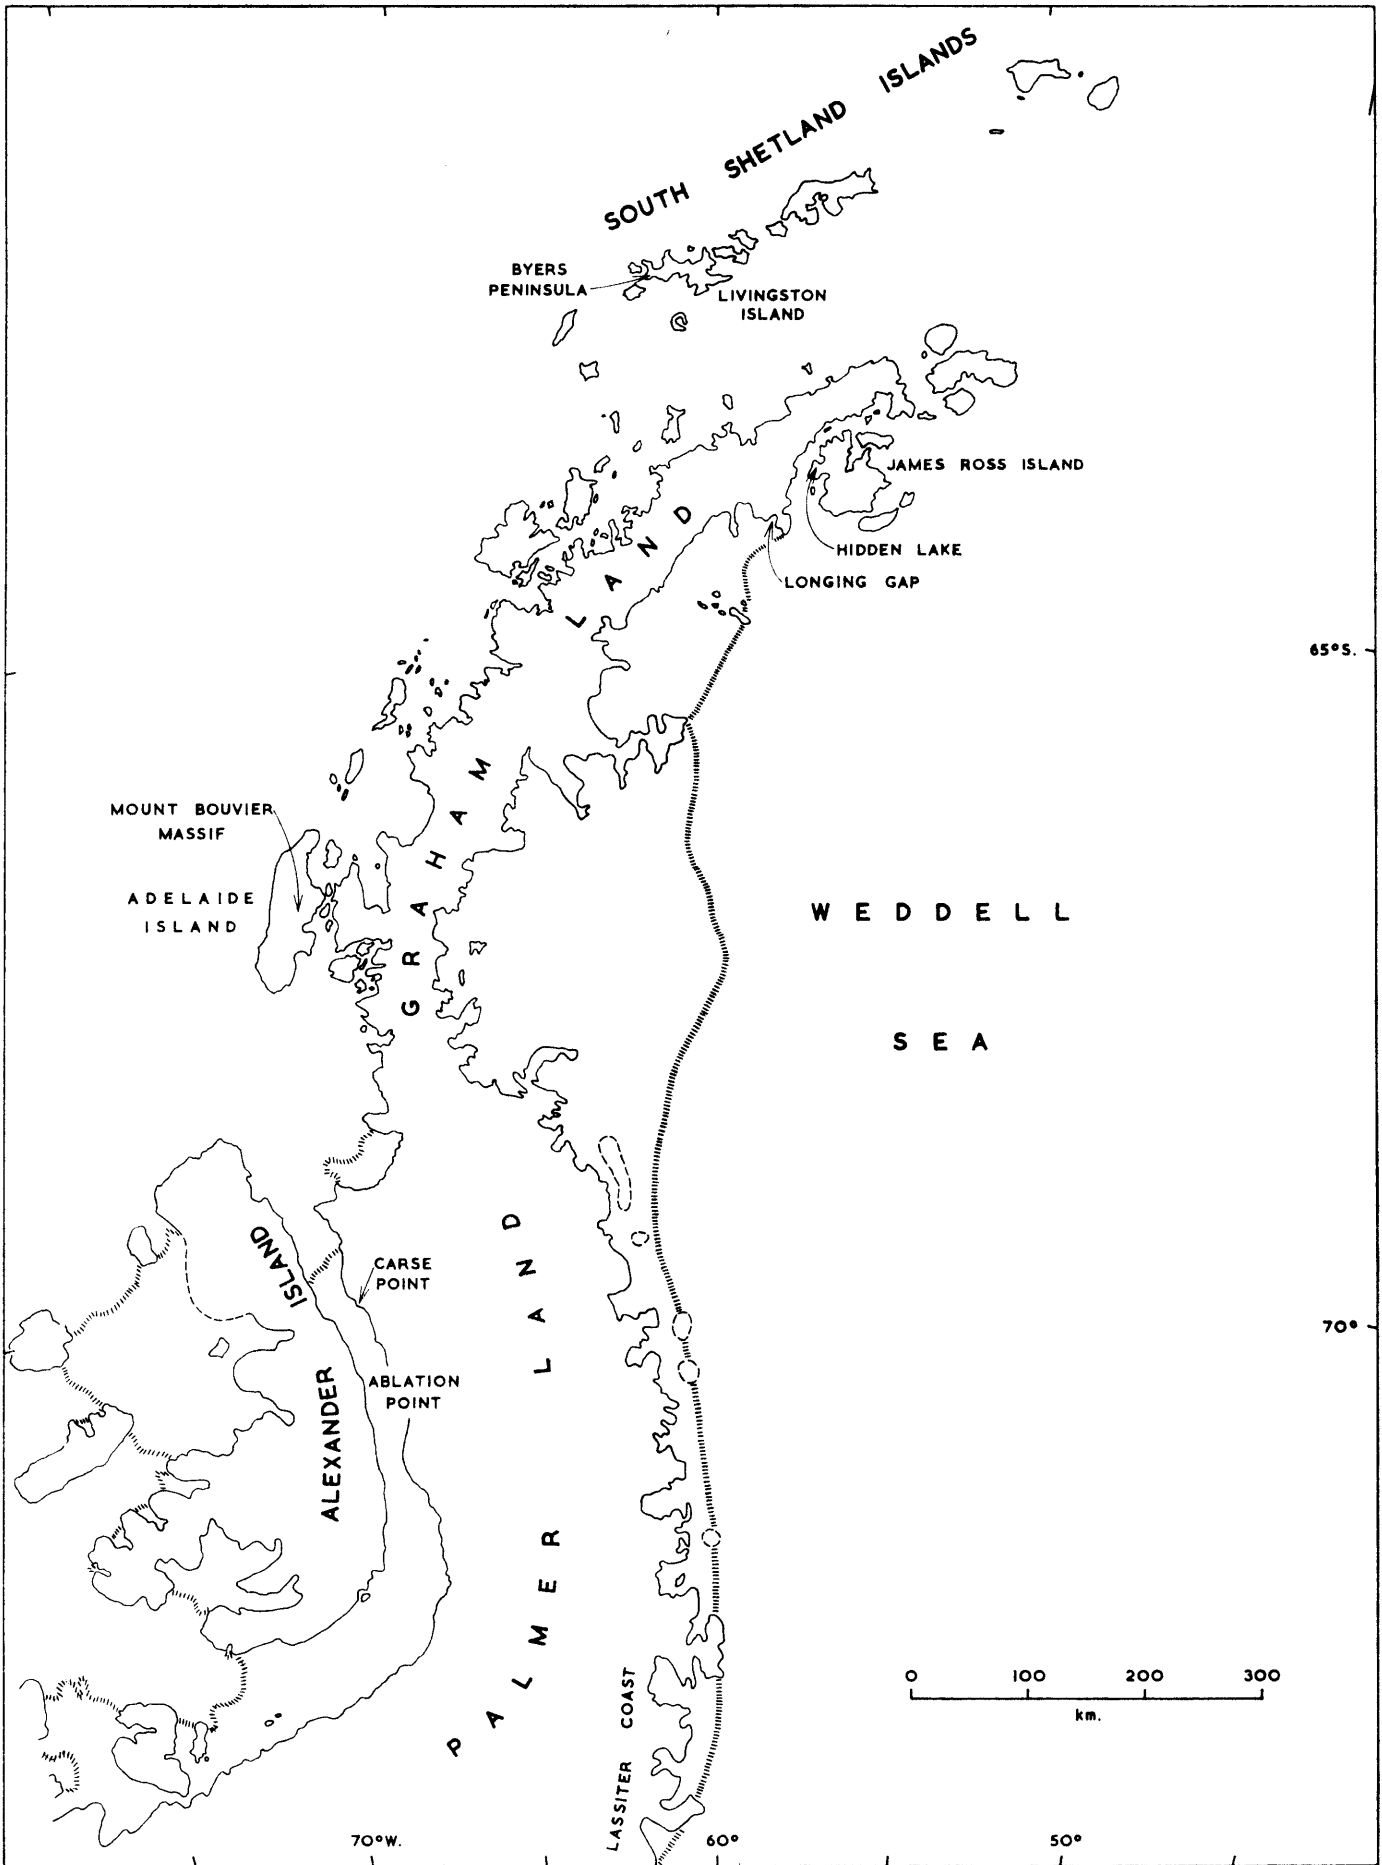 SOUTH SHETLAND ISLANDS
BYERS
PENINSULA
LIVINGSTON
ISLAND
JAMES ROSS ISLAND
HIDDEN LAKE
LONGING GAP
GRAHAM LAND
65°S.
MOUNT BOUVIER
MASSIF
ADELAIDE
ISLAND
WEDDELL
SEA
CARSE
POINT
ALEXANDER ISLAND
70°
ABLATION
POINT
PALMER LAND
LASSITER COAST
0 100 200 300
km.
70°W. 60° 50°